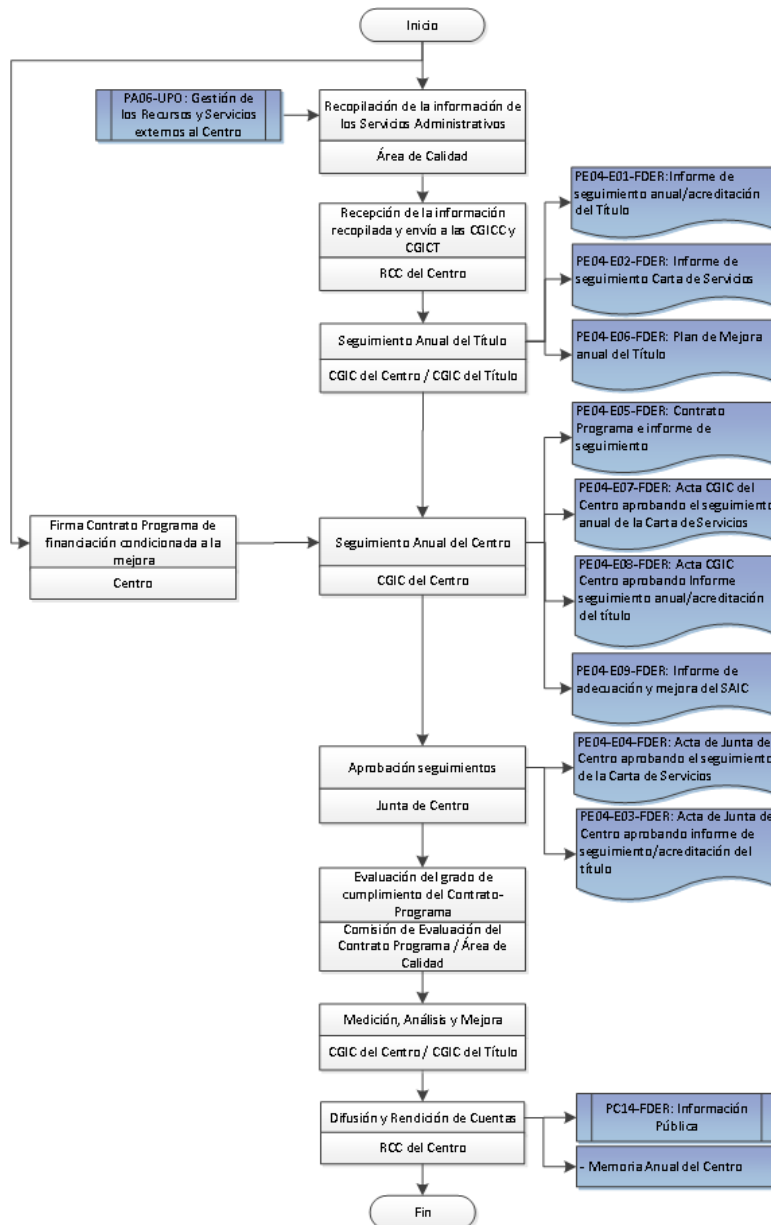 Inicio
PA06-UPO: Gestión de
los Recursos y Servicios
externos al Centro
Recopilación de la información de
los Servicios Administrativos
Área de Calidad
Recepción de la información
recopilada y envío a las CGICC y
CGICT
RCC del Centro
PE04-E01-FDER:Informe de
seguimiento anual/acreditación
del Título
PE04-E02-FDER: Informe de
seguimiento Carta de Servicios
Seguimiento Anual del Título
CGIC del Centro / CGIC del Título
PE04-E06-FDER: Plan de Mejora
anual del Título
PE04-E05-FDER: Contrato
Programa e informe de
seguimiento
PE04-E07-FDER: Acta CGIC del
Centro aprobando el seguimiento
anual de la Carta de Servicios
Firma Contrato Programa de
financiación condicionada a la
mejora
Centro
Seguimiento Anual del Centro
CGIC del Centro
PE04-E08-FDER: Acta CGIC
Centro aprobando Informe
seguimiento anual/acreditación
del título
PE04-E09-FDER: Informe de
adecuación y mejora del SAIC
Aprobación seguimientos
Junta de Centro
PE04-E04-FDER: Acta de Junta de
Centro aprobando el seguimiento
de la Carta de Servicios
PE04-E03-FDER: Acta de Junta de
Centro aprobando informe de
seguimiento/acreditación del
título
Evaluación del grado de
cumplimiento del Contrato-
Programa
Comisión de Evaluación del
Contrato Programa / Área de
Calidad
Medición, Análisis y Mejora
CGIC del Centro / CGIC del Título
Difusión y Rendición de Cuentas
RCC del Centro
PC14-FDER: Información
Pública
- Memoria Anual del Centro
Fin